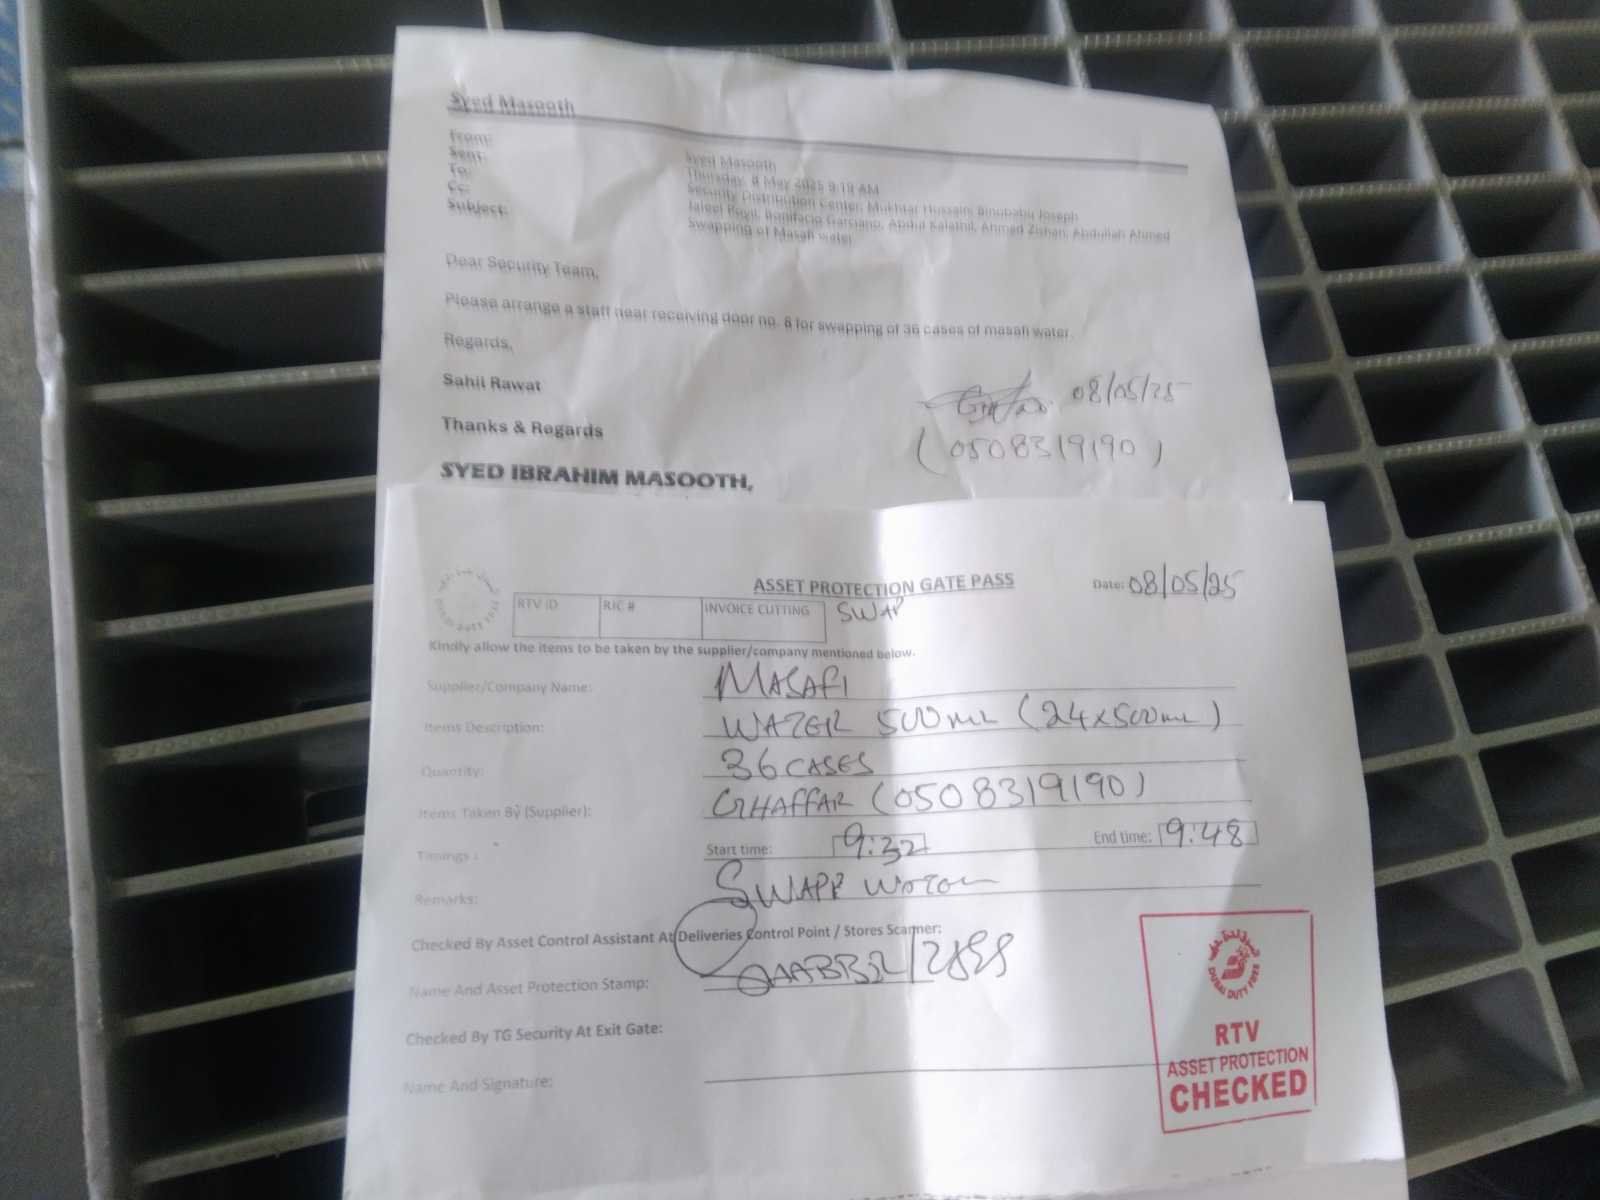 Syed Masooth
From: Syed Masooth
Sent: Thursday, 8 May 2025 9:19 AM
To: Security Distribution Center; Mukhtar Hussain; Binubabu Joseph
Cc: Jaleel Poyil; Bonifacio Garciano; Abdul Kalathil; Ahmad Zishan; Abdullah Ahmed
Subject: Swapping of Masafi water
Dear Security Team,
Please arrange a staff near receiving door no. 8 for swapping of 36 cases of masafi water.
Regards,
Sahil Rawat
08/05/25
(0508319190)
Thanks & Regards
SYED IBRAHIM MASOOTH,
ASSET PROTECTION GATE PASS
Date: 08/05/25
RTV ID RIC # INVOICE CUTTING SWAP
Kindly allow the items to be taken by the supplier/company mentioned below.
Supplier/Company Name: MASAFI
Items Description: WATER 500ML (24x500ML)
Quantity: 36 CASES
Items Taken By (Supplier): GHAFFAR (0508319190)
Timings : Start time: 9:32 End time: 9:48
Remarks: SWAPE
Checked By Asset Control Assistant At Deliveries Control Point / Stores Scanner:
Name And Asset Protection Stamp:
Checked By TG Security At Exit Gate:
Name And Signature:
DUBAI DUTY FREE
RTV
ASSET PROTECTION
CHECKED